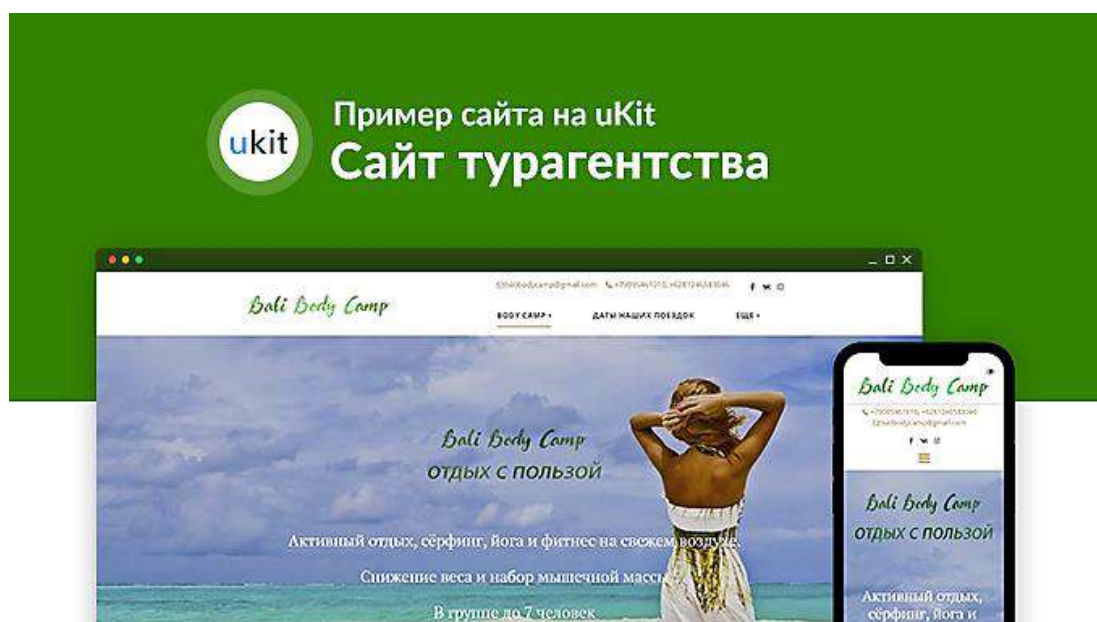 ukit
Пример сайта на uKit
Сайт турагентства
Bali Body Camp
BODY CAMP
ДАТЫ НАШИХ ПОЕЗДОК
ЕЩЕ
Bali Body Camp
ОТДЫХ С ПОЛЬЗОЙ
Активный отдых, сёрфинг, йога и фитнес на свежем воздухе.
Снижение веса и набор мышечной массы
В группе до 7 человек
Bali Body Camp
Bali Body Camp
ОТДЫХ С ПОЛЬЗОЙ
Активный отдых,
сёрфинг, йога и